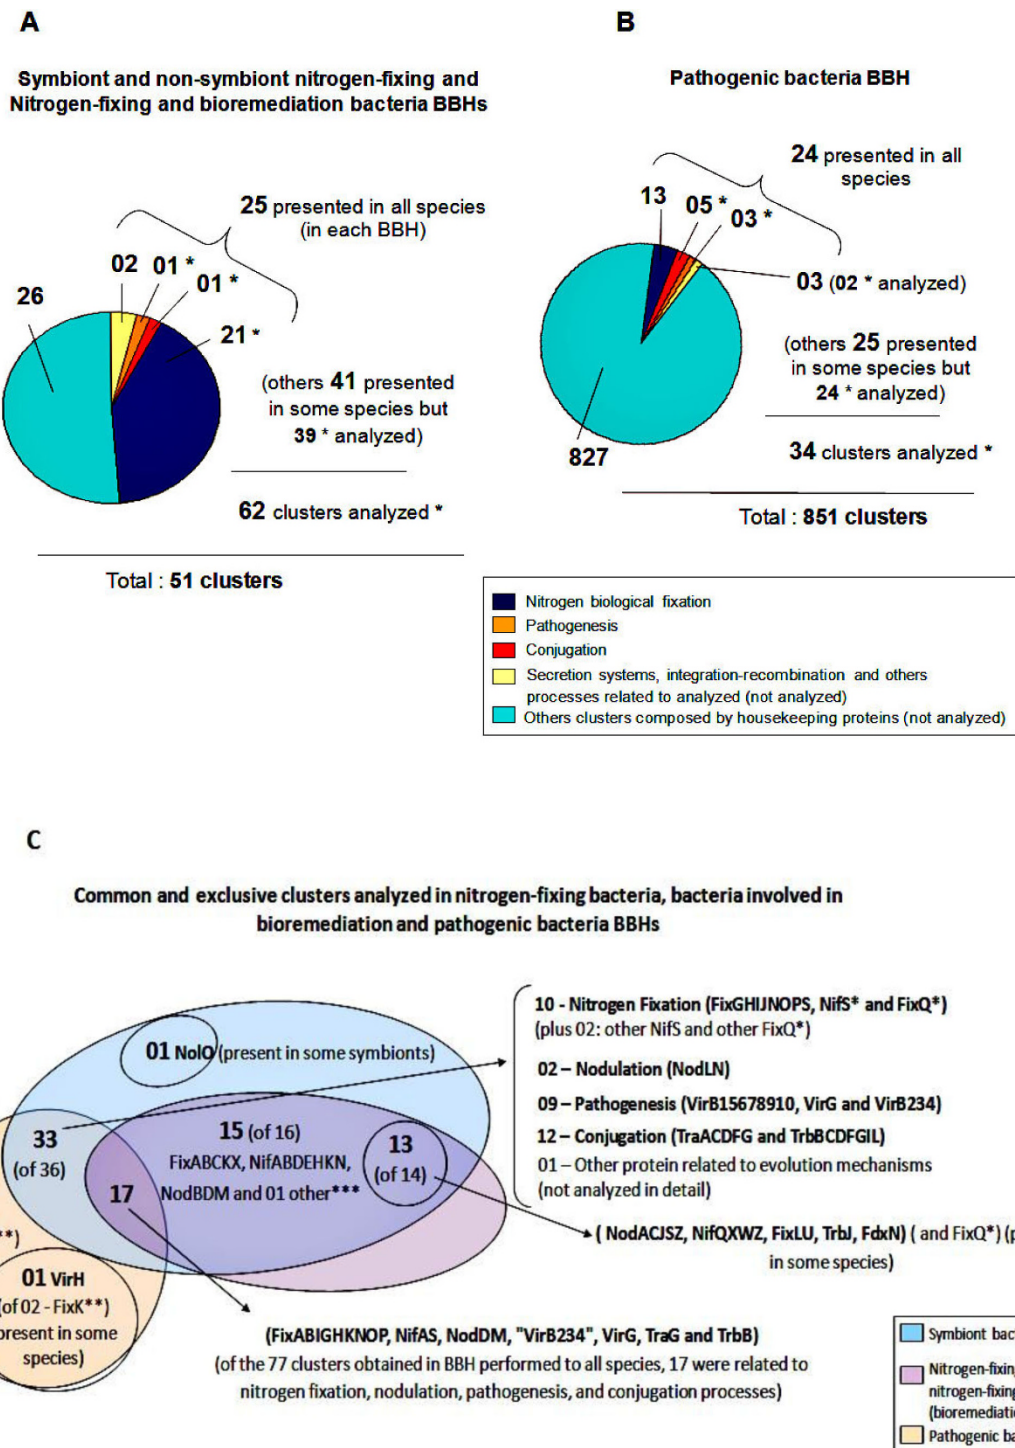 A
Symbiont and non-symbiont nitrogen-fixing and
Nitrogen-fixing and bioremediation bacteria BBHs
25 presented in all species
(in each BBH)
02
01 *
01 *
26
21 *
(others 41 presented
in some species but
39 * analyzed)
62 clusters analyzed *
Total : 51 clusters
B
Pathogenic bacteria BBH
24 presented in all
species
13
05 *
03 *
03 (02 * analyzed)
(others 25 presented
in some species but
24 * analyzed)
827
34 clusters analyzed *
Total : 851 clusters
Nitrogen biological fixation
Pathogenesis
Conjugation
Secretion systems, integration-recombination and others
processes related to analyzed (not analyzed)
Others clusters composed by housekeeping proteins (not analyzed)
C
Common and exclusive clusters analyzed in nitrogen-fixing bacteria, bacteria involved in
bioremediation and pathogenic bacteria BBHs
01 NolO (present in some symbionts)
33
(of 36)
15 (of 16)
FixABCKX, NifABDEHKN,
NodBDM and 01 other***
13
(of 14)
17
**)
01 VirH
(of 02 - FixK**)
present in some
species)
10 - Nitrogen Fixation (FixGHIJNOPS, NifS* and FixQ*)
(plus 02: other NifS and other FixQ*)
02 – Nodulation (NodLN)
09 – Pathogenesis (VirB15678910, VirG and VirB234)
12 – Conjugation (TraACDFG and TrbBCDFGIL)
01 – Other protein related to evolution mechanisms
(not analyzed in detail)
( NodACJSZ, NifQXWZ, FixLU, TrbJ, FdxN) ( and FixQ*) (p
in some species)
(FixABIGHKNOP, NifAS, NodDM, "VirB234", VirG, TraG and TrbB)
(of the 77 clusters obtained in BBH performed to all species, 17 were related to
nitrogen fixation, nodulation, pathogenesis, and conjugation processes)
Symbiont bac
Nitrogen-fixing
nitrogen-fixing
(bioremediatio
Pathogenic ba